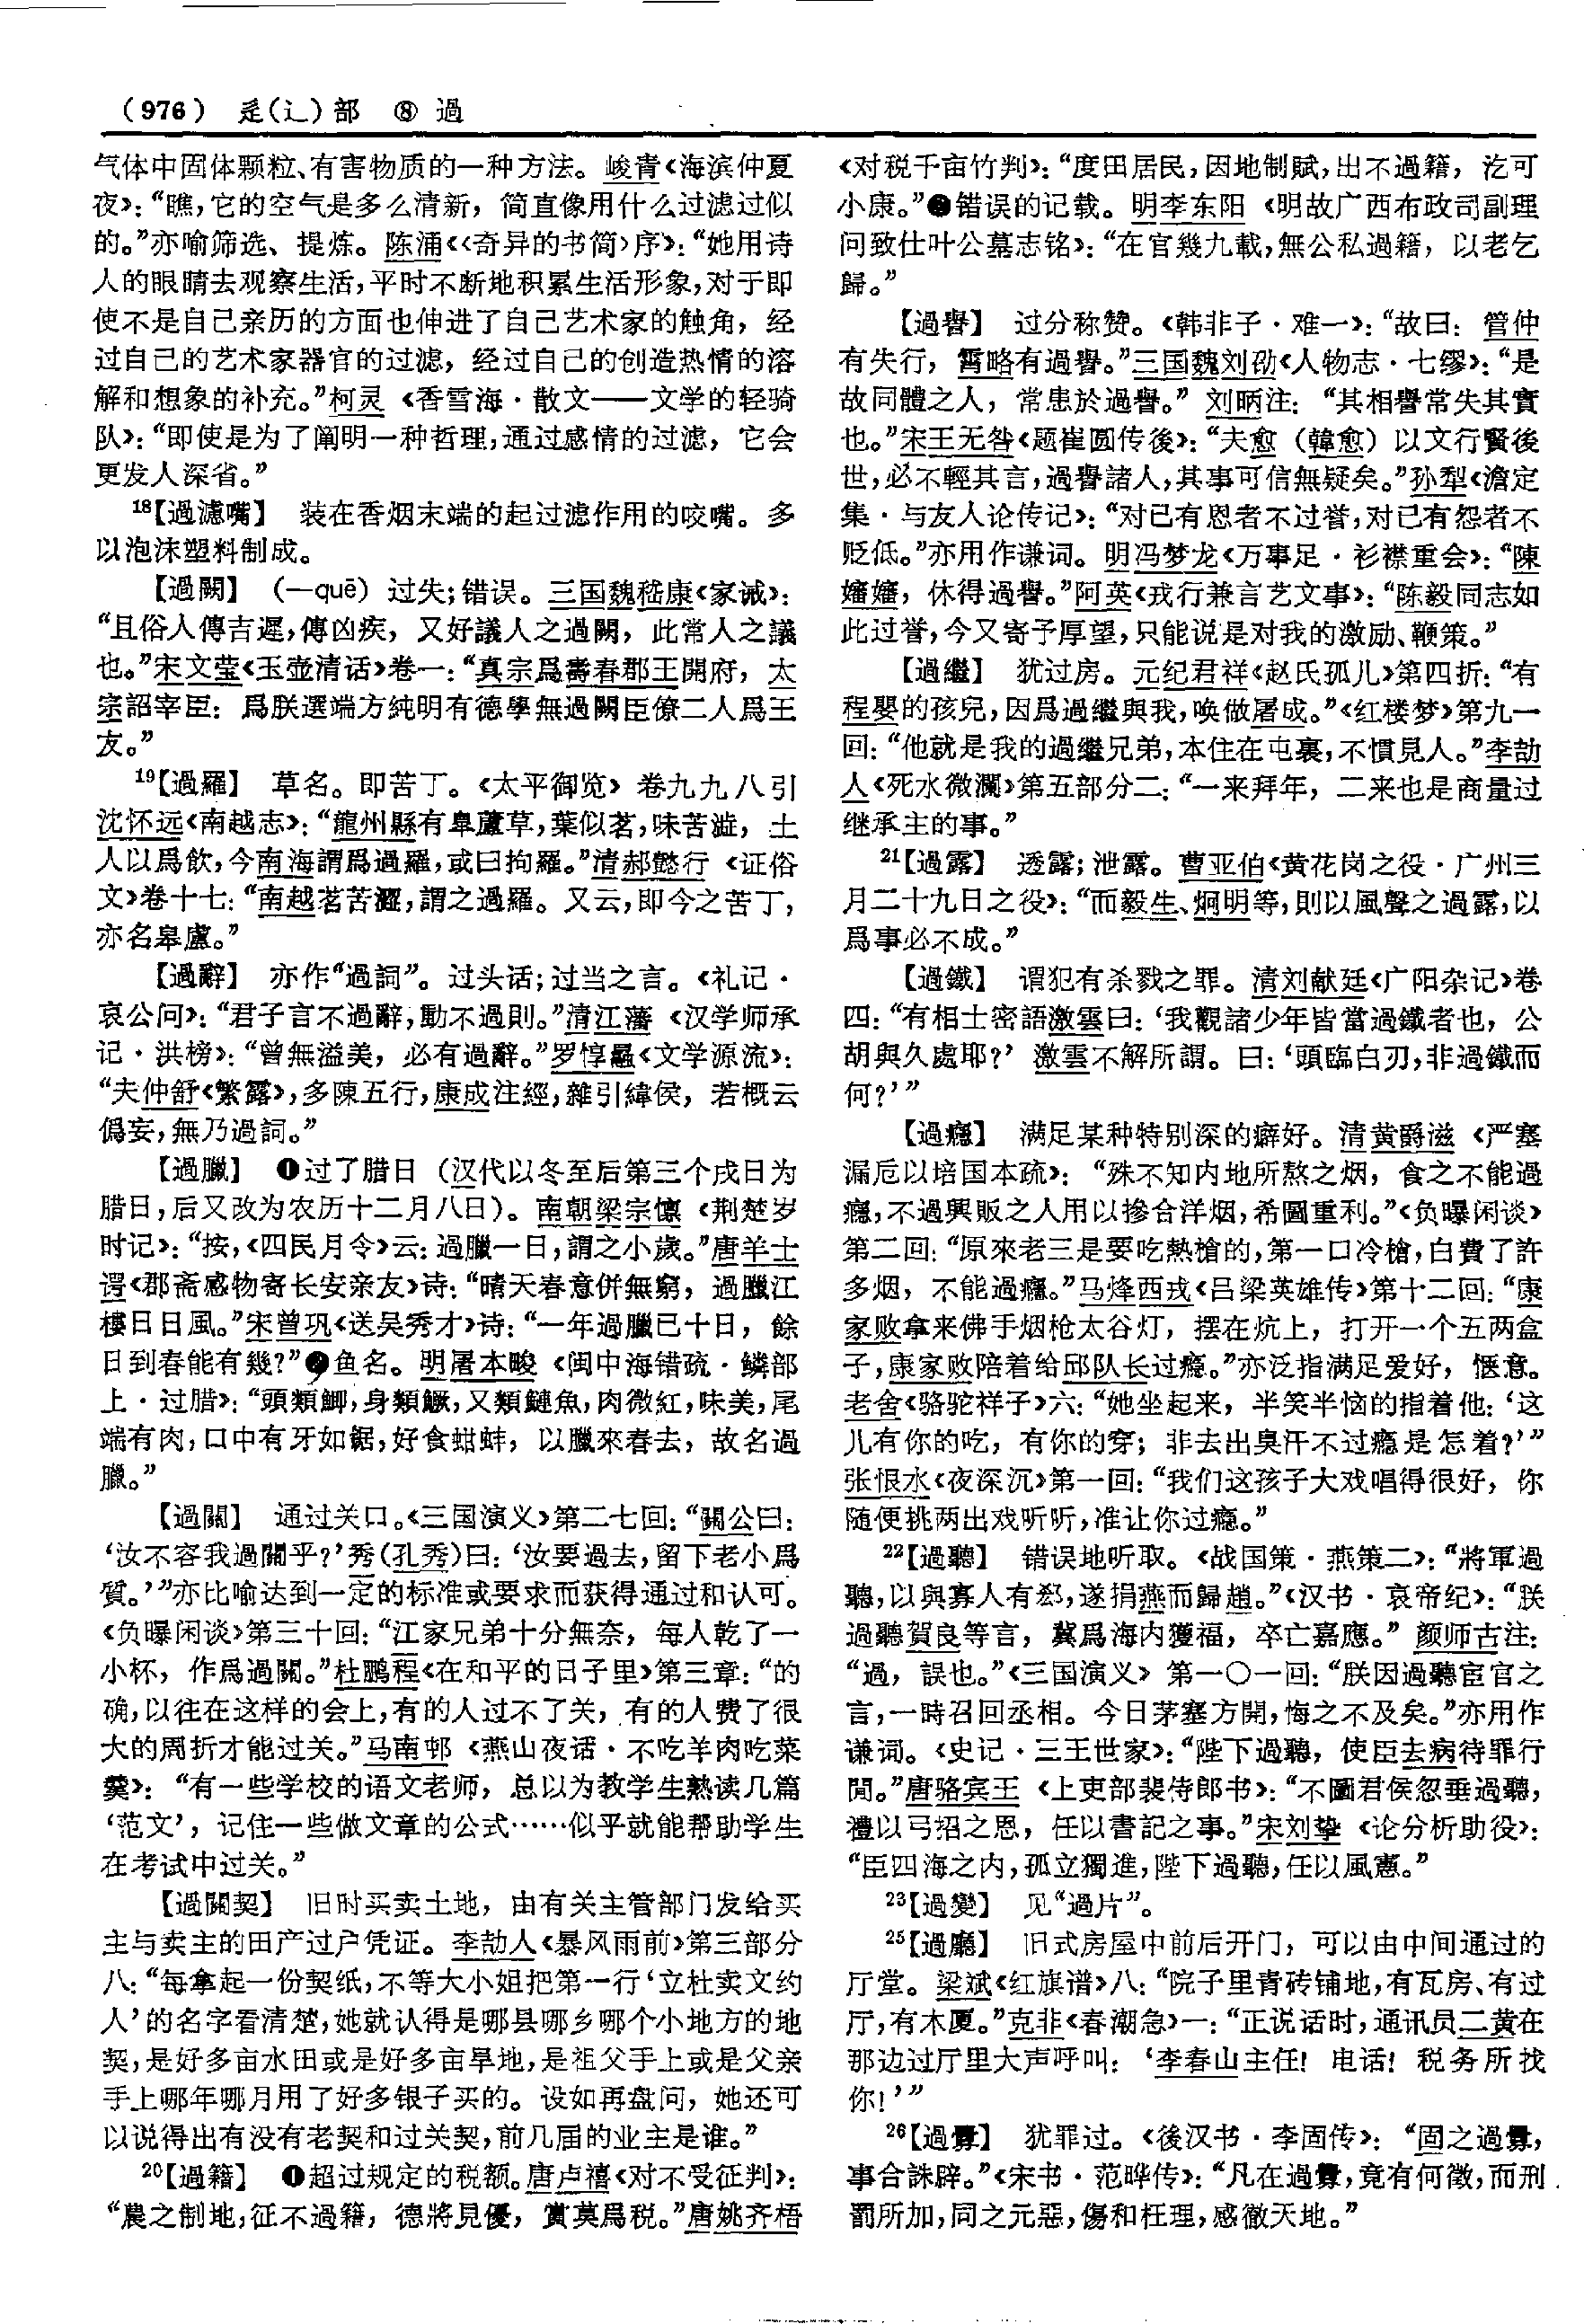 （976） 辵（辶）部 ⑨ 過
气体中固体颗粒、有害物质的一种方法。峻青《海滨仲夏
夜》：“瞧，它的空气是多么清新，简直像用什么过滤过似
的。”亦喻筛选、提炼。陈涌《〈奇异的书简〉序》：“她用诗
人的眼睛去观察生活，平时不断地积累生活形象，对于即
使不是自己亲历的方面也伸进了自己艺术家的触角，经
过自己的艺术家器官的过滤，经过自己的创造热情的溶
解和想象的补充。”柯灵《香雪海·散文——文学的轻骑
队》：“即使是为了阐明一种哲理，通过感情的过滤，它会
更发人深省。”
18【過濾嘴】 装在香烟末端的起过滤作用的咬嘴。多
以泡沫塑料制成。
【過闕】 （—quē）过失；错误。三国魏嵇康《家诫》：
“且俗人傳吉遲，傳凶疾，又好議人之過闕，此常人之議
也。”宋文莹《玉壶清话》卷一：“真宗爲壽春郡王開府，太
宗詔宰臣：爲朕選端方純明有德學無過闕臣僚二人爲王
友。”
19【過羅】 草名。即苦丁。《太平御览》卷九九八引
沈怀远《南越志》：“龍州縣有皐蘆草，葉似茗，味苦澁，土
人以爲飲，今南海謂爲過羅，或曰拘羅。”清郝懿行《证俗
文》卷十七：“南越茗苦澀，謂之過羅。又云，即今之苦丁，
亦名皋盧。”
【過辭】 亦作“過詞”。过头话；过当之言。《礼记·
哀公问》：“君子言不過辭，動不過則。”清江藩《汉学师承
记·洪榜》：“曾無溢美，必有過辭。”罗惇曧《文学源流》：
“夫仲舒《繁露》，多陳五行，康成注經，雜引緯侯，若概云
僞妄，無乃過詞。”
【過臘】 ❶过了腊日（汉代以冬至后第三个戌日为
腊日，后又改为农历十二月八日）。南朝梁宗懔《荆楚岁
时记》：“按，《四民月令》云：過臘一日，謂之小歲。”唐羊士
谔《郡斋感物寄长安亲友》诗：“晴天春意併無窮，過臘江
樓日日風。”宋曾巩《送吴秀才》诗：“一年過臘已十日，餘
日到春能有幾？”❷鱼名。明屠本畯《闽中海错疏·鳞部
上·过腊》：“頭類鯽，身類鱖，又類鰱魚，肉微紅，味美，尾
端有肉，口中有牙如鋸，好食蚶蚌，以臘來春去，故名過
臘。”
【過關】 通过关口。《三国演义》第二七回：“關公曰：
‘汝不容我過關乎？’秀（孔秀）曰：‘汝要過去，留下老小爲
質。’”亦比喻达到一定的标准或要求而获得通过和认可。
《负曝闲谈》第三十回：“江家兄弟十分無奈，每人乾了一
小杯，作爲過關。”杜鹏程《在和平的日子里》第三章：“的
确，以往在这样的会上，有的人过不了关，有的人费了很
大的周折才能过关。”马南邨《燕山夜话·不吃羊肉吃菜
羹》：“有一些学校的语文老师，总以为教学生熟读几篇
‘范文’，记住一些做文章的公式……似乎就能帮助学生
在考试中过关。”
【過關契】 旧时买卖土地，由有关主管部门发给买
主与卖主的田产过户凭证。李劼人《暴风雨前》第三部分
八：“每拿起一份契纸，不等大小姐把第一行‘立杜卖文约
人’的名字看清楚，她就认得是哪县哪乡哪个小地方的地
契，是好多亩水田或是好多亩旱地，是祖父手上或是父亲
手上哪年哪月用了好多银子买的。设如再盘问，她还可
以说得出有没有老契和过关契，前几届的业主是谁。”
20【過籍】 ❶超过规定的税额。唐卢禧《对不受征判》：
“農之制地，征不過籍，德將見優，賞莫爲税。”唐姚齐梧
《对税千亩竹判》：“度田居民，因地制賦，出不過籍，汔可
小康。”❷错误的记载。明李东阳《明故广西布政司副理
问致仕叶公墓志铭》：“在官幾九載，無公私過籍，以老乞
歸。”
【過譽】 过分称赞。《韩非子·难一》：“故曰：管仲
有失行，霄略有過譽。”三国魏刘劭《人物志·七缪》：“是
故同體之人，常患於過譽。”刘昞注：“其相譽常失其實
也。”宋王无咎《题崔圆传後》：“夫愈（韓愈）以文行賢後
世，必不輕其言，過譽諸人，其事可信無疑矣。”孙犁《澹定
集·与友人论传记》：“对已有恩者不过誉，对已有怨者不
贬低。”亦用作谦词。明冯梦龙《万事足·衫襟重会》：“陳
嬸嬸，休得過譽。”阿英《戎行兼言艺文事》：“陈毅同志如
此过誉，今又寄予厚望，只能说是对我的激励、鞭策。”
【過繼】 犹过房。元纪君祥《赵氏孤儿》第四折：“有
程嬰的孩兒，因爲過繼與我，唤做屠成。”《红楼梦》第九一
回：“他就是我的過繼兄弟，本住在屯裏，不慣見人。”李劼
人《死水微澜》第五部分二：“一来拜年，二来也是商量过
继承主的事。”
21【過露】 透露；泄露。曹亚伯《黄花岗之役·广州三
月二十九日之役》：“而毅生、炯明等，則以風聲之過露，以
爲事必不成。”
【過鐵】 谓犯有杀戮之罪。清刘献廷《广阳杂记》卷
四：“有相士密語激雲曰：‘我觀諸少年皆當過鐵者也，公
胡與久處耶？’激雲不解所謂。曰：‘頭臨白刃，非過鐵而
何？’”
【過癮】 满足某种特别深的癖好。清黄爵滋《严塞
漏卮以培国本疏》：“殊不知内地所熬之烟，食之不能過
癮，不過興販之人用以摻合洋烟，希圖重利。”《负曝闲谈》
第二回：“原來老三是要吃熱槍的，第一口冷槍，白費了許
多烟，不能過癮。”马烽西戎《吕梁英雄传》第十二回：“康
家败拿来佛手烟枪太谷灯，摆在炕上，打开一个五两盒
子，康家败陪着给邱队长过瘾。”亦泛指满足爱好，惬意。
老舍《骆驼祥子》六：“她坐起来，半笑半恼的指着他：‘这
儿有你的吃，有你的穿；非去出臭汗不过瘾是怎着？’”
张恨水《夜深沉》第一回：“我们这孩子大戏唱得很好，你
随便挑两出戏听听，准让你过瘾。”
22【過聽】 错误地听取。《战国策·燕策二》：“將軍過
聽，以與寡人有郄，遂捐燕而歸趙。”《汉书·哀帝纪》：“朕
過聽賀良等言，冀爲海内獲福，卒亡嘉應。”颜师古注：
“過，誤也。”《三国演义》第一〇一回：“朕因過聽宦官之
言，一時召回丞相。今日茅塞方開，悔之不及矣。”亦用作
谦词。《史记·三王世家》：“陛下過聽，使臣去病待罪行
閒。”唐骆宾王《上吏部裴侍郎书》：“不圖君侯忽垂過聽，
禮以弓招之恩，任以書記之事。”宋刘挚《论分析助役》：
“臣四海之内，孤立獨進，陛下過聽，任以風憲。”
23【過變】 见“過片”。
25【過廳】 旧式房屋中前后开门，可以由中间通过的
厅堂。梁斌《红旗谱》八：“院子里青砖铺地，有瓦房、有过
厅，有木厦。”克非《春潮急》一：“正说话时，通讯员二黄在
那边过厅里大声呼叫：‘李春山主任！电话！税务所找
你！’”
26【過釁】 犹罪过。《後汉书·李固传》：“固之過釁，
事合誅辟。”《宋书·范晔传》：“凡在過釁，竟有何徵，而刑
罰所加，同之元惡，傷和枉理，感徹天地。”